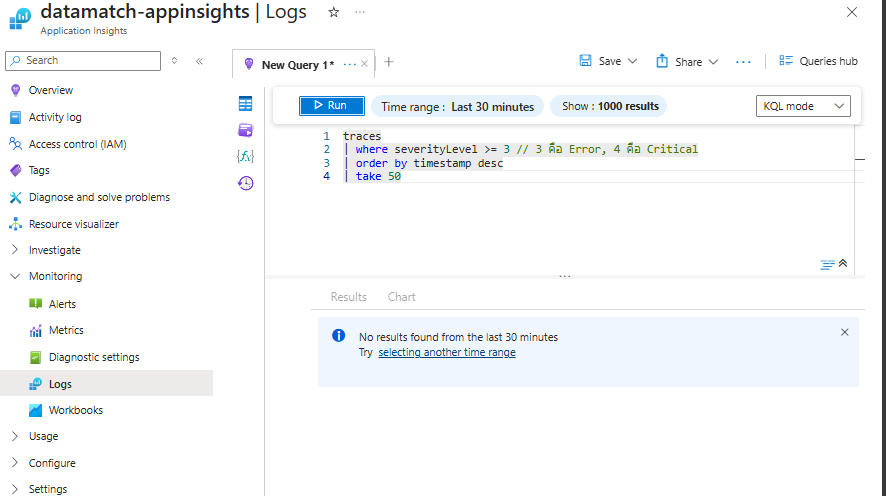 datamatch-appinsights | Logs
Application Insights
Search
Overview
Activity log
Access control (IAM)
Tags
Diagnose and solve problems
Resource visualizer
Investigate
Monitoring
Alerts
Metrics
Diagnostic settings
Logs
Workbooks
Usage
Configure
Settings
New Query 1*
Save
Share
Queries hub
Run
Time range : Last 30 minutes
Show : 1000 results
KQL mode
1 traces
2 | where severityLevel >= 3 // 3 คือ Error, 4 คือ Critical
3 | order by timestamp desc
4 | take 50
Results Chart
No results found from the last 30 minutes
Try selecting another time range